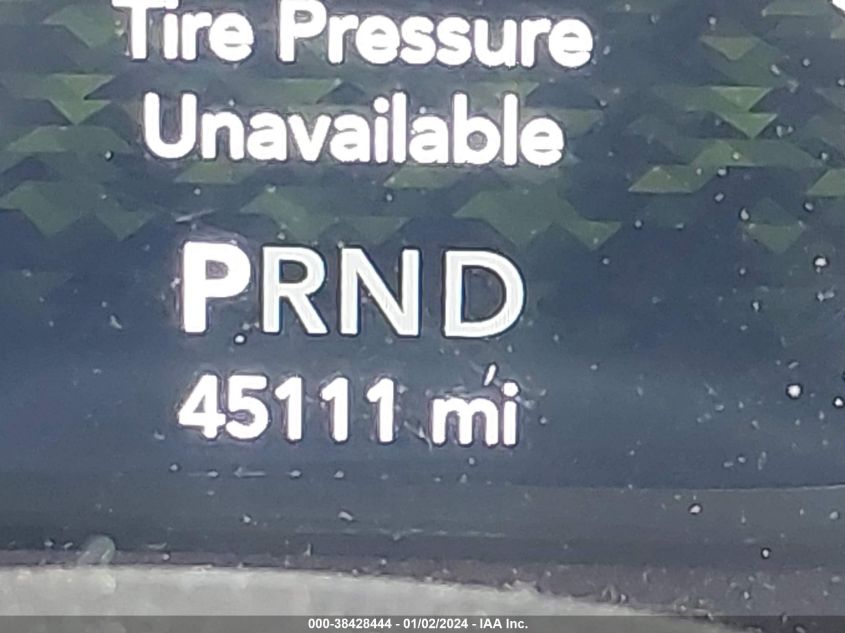 Tire Pressure
Unavailable
PRND
45111 mi
000-38428444 - 01/02/2024 - IAA Inc.